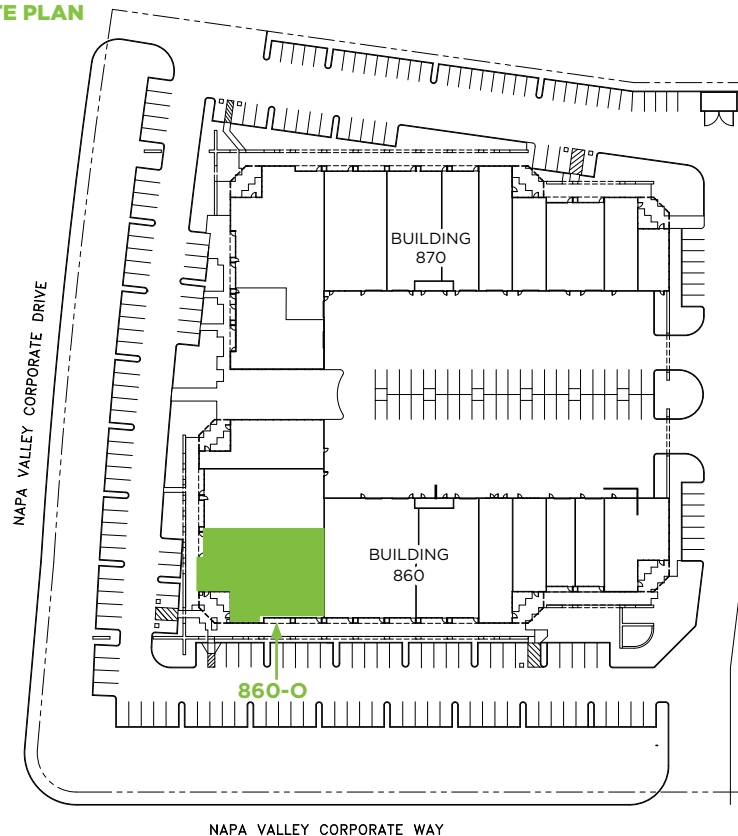 TE PLAN
BUILDING
870
NAPA VALLEY CORPORATE DRIVE
BUILDING
860
860-O
NAPA VALLEY CORPORATE WAY